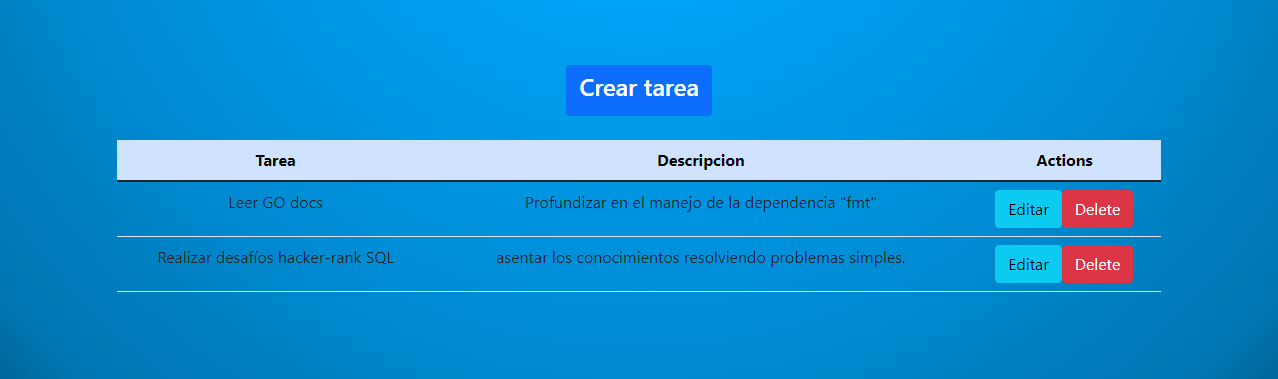 Crear tarea
Tarea Descripcion Actions
Leer GO docs Profundizar en el manejo de la dependencia "fmt" Editar Delete
Realizar desafíos hacker-rank SQL asentar los conocimientos resolviendo problemas simples. Editar Delete